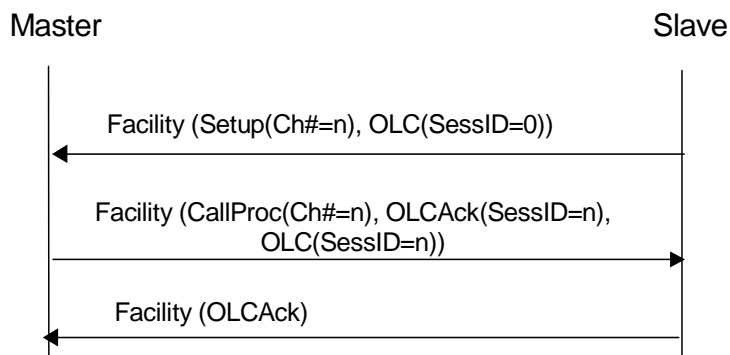 Master Slave
Facility (Setup(Ch#=n), OLC(SessID=0))
Facility (CallProc(Ch#=n), OLCAck(SessID=n),
OLC(SessID=n))
Facility (OLCAck)